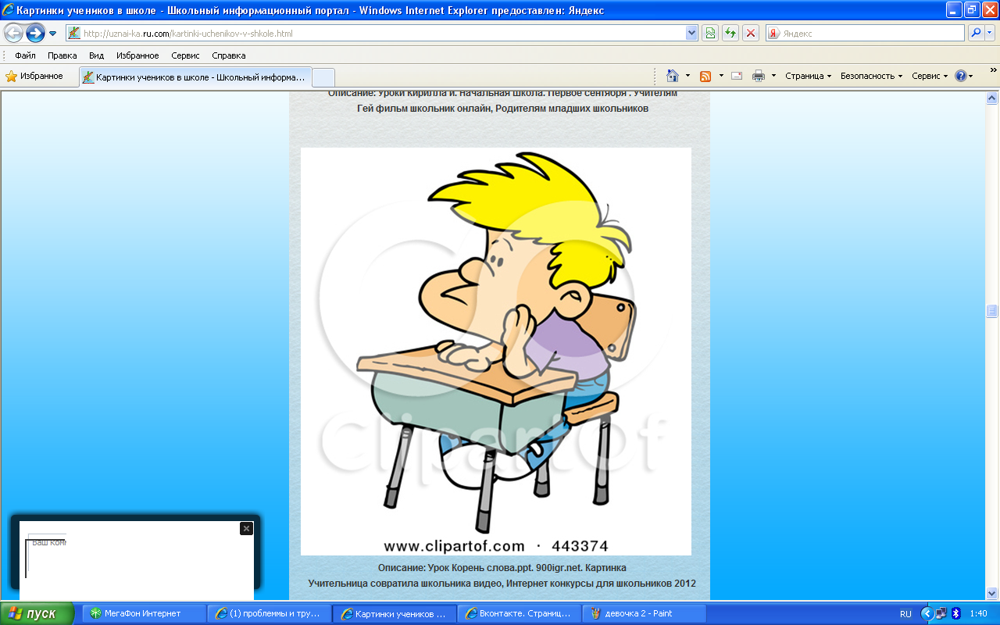 Картинки учеников в школе - Школьный информационный портал - Windows Internet Explorer предоставлен: Яндекс
http://uznai-ka.ru.com/kartinki-uchenikov-v-shkole.html
Яндекс
Файл Правка Вид Избранное Сервис Справка
Избранное
Картинки учеников в школе - Школьный информа...
Страница Безопасность Сервис
Описание: Уроки Кирилла и. Начальная школа. Первое сентября . Учителям
Гей фильм школьник онлайн, Родителям младших школьников
ClipartOf
www.clipartof.com · 443374
Описание: Урок Корень слова.ppt. 900igr.net. Картинка
Учительница совратила школьника видео, Интернет конкурсы для школьников 2012
Ваш
пуск
МегаФон Интернет
(1) проблеммы и тру...
Картинки учеников ...
Вконтакте. Страниц...
девочка 2 - Paint
RU
1:40